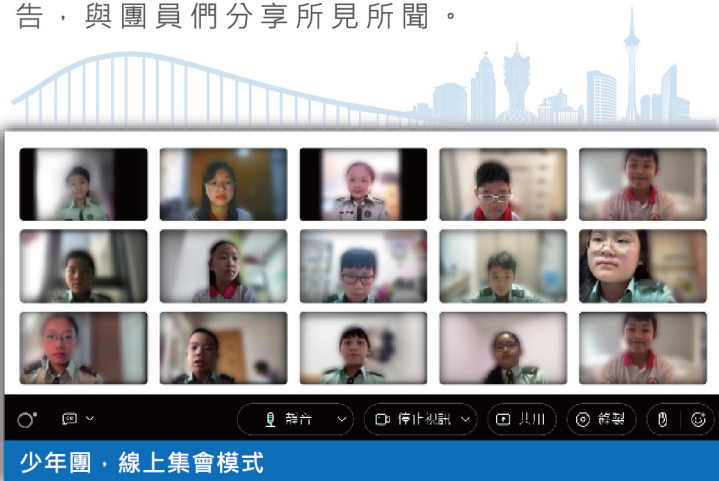 告，與團員們分享所見所聞。
靜音
停止視訊
共用
錄製
少年團，線上集會模式